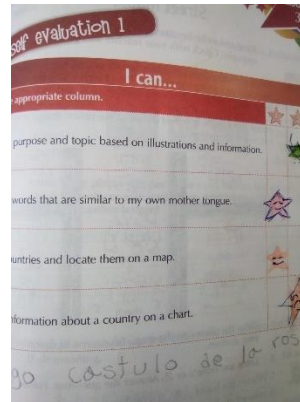 self evaluation 1
I can...
appropriate column.
purpose and topic based on illustrations and information.
words that are similar to my own mother tongue.
untries and locate them on a map.
formation about a country on a chart.
go castulo de la ros